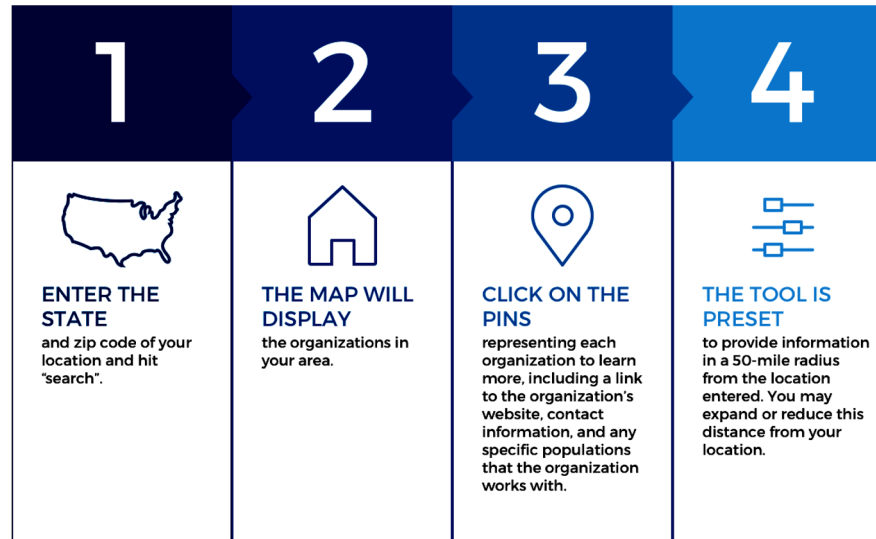 1
2
3
4
ENTER THE
STATE
and zip code of your
location and hit
“search”.
THE MAP WILL
DISPLAY
the organizations in
your area.
CLICK ON THE
PINS
representing each
organization to learn
more, including a link
to the organization’s
website, contact
information, and any
specific populations
that the organization
works with.
THE TOOL IS
PRESET
to provide information
in a 50-mile radius
from the location
entered. You may
expand or reduce this
distance from your
location.